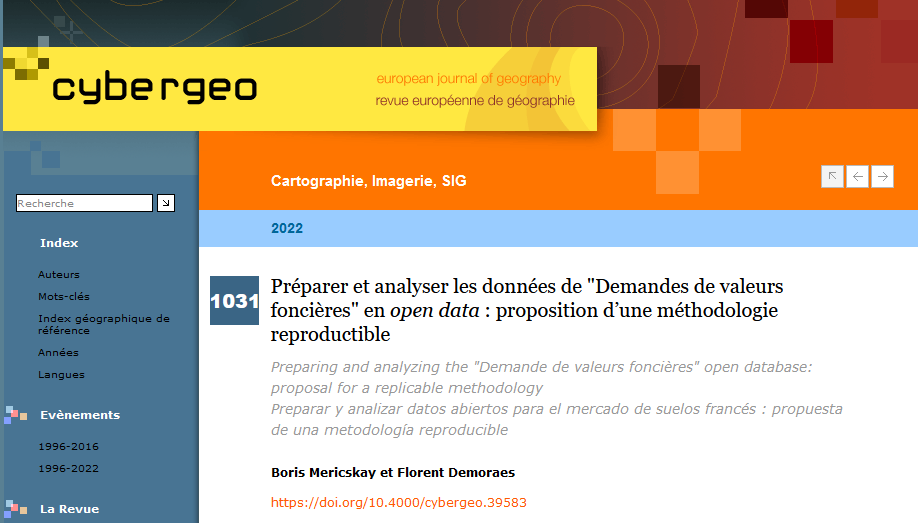 cybergeo
european journal of geography
revue européenne de géographie
Cartographie, Imagerie, SIG
2022
Recherche
Index
Auteurs
Mots-clés
Index géographique de
référence
Années
Langues
Evènements
1996-2016
1996-2022
La Revue
1031
Préparer et analyser les données de "Demandes de valeurs
foncières" en open data : proposition d’une méthodologie
reproductible
Preparing and analyzing the "Demande de valeurs foncières" open database:
proposal for a replicable methodology
Preparar y analizar datos abiertos para el mercado de suelos francés : propuesta
de una metodología reproducible
Boris Mericskay et Florent Demoraes
https://doi.org/10.4000/cybergeo.39583